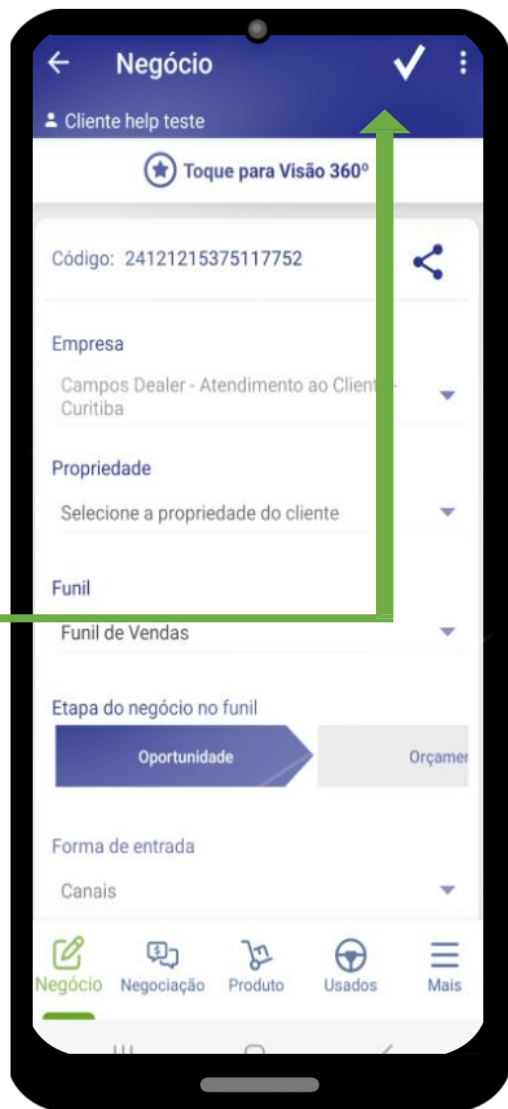 Negócio
Cliente help teste
Toque para Visão 360º
Código: 24121215375117752
Empresa
Campos Dealer - Atendimento ao Cliente -
Curitiba
Propriedade
Selecione a propriedade do cliente
Funil
Funil de Vendas
Etapa do negócio no funil
Oportunidade
Orçamen
Forma de entrada
Canais
Negócio
Negociação
Produto
Usados
Mais